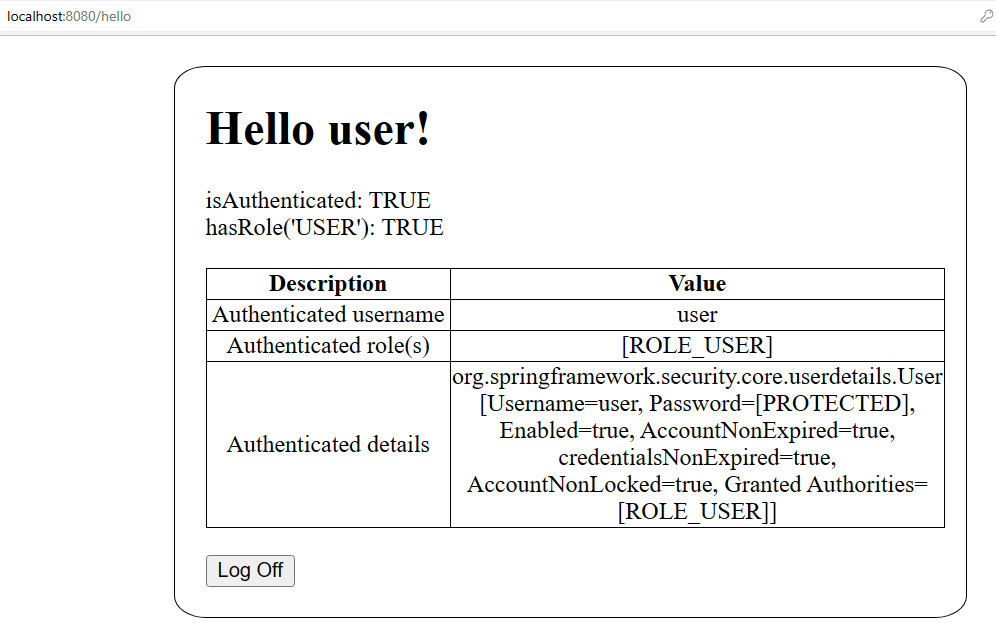 localhost:8080/hello
Hello user!
isAuthenticated: TRUE
hasRole('USER'): TRUE
Description Value
Authenticated username user
Authenticated role(s) [ROLE_USER]
Authenticated details
org.springframework.security.core.userdetails.User
[Username=user, Password=[PROTECTED],
Enabled=true, AccountNonExpired=true,
credentialsNonExpired=true,
AccountNonLocked=true, Granted Authorities=
[ROLE_USER]]
Log Off